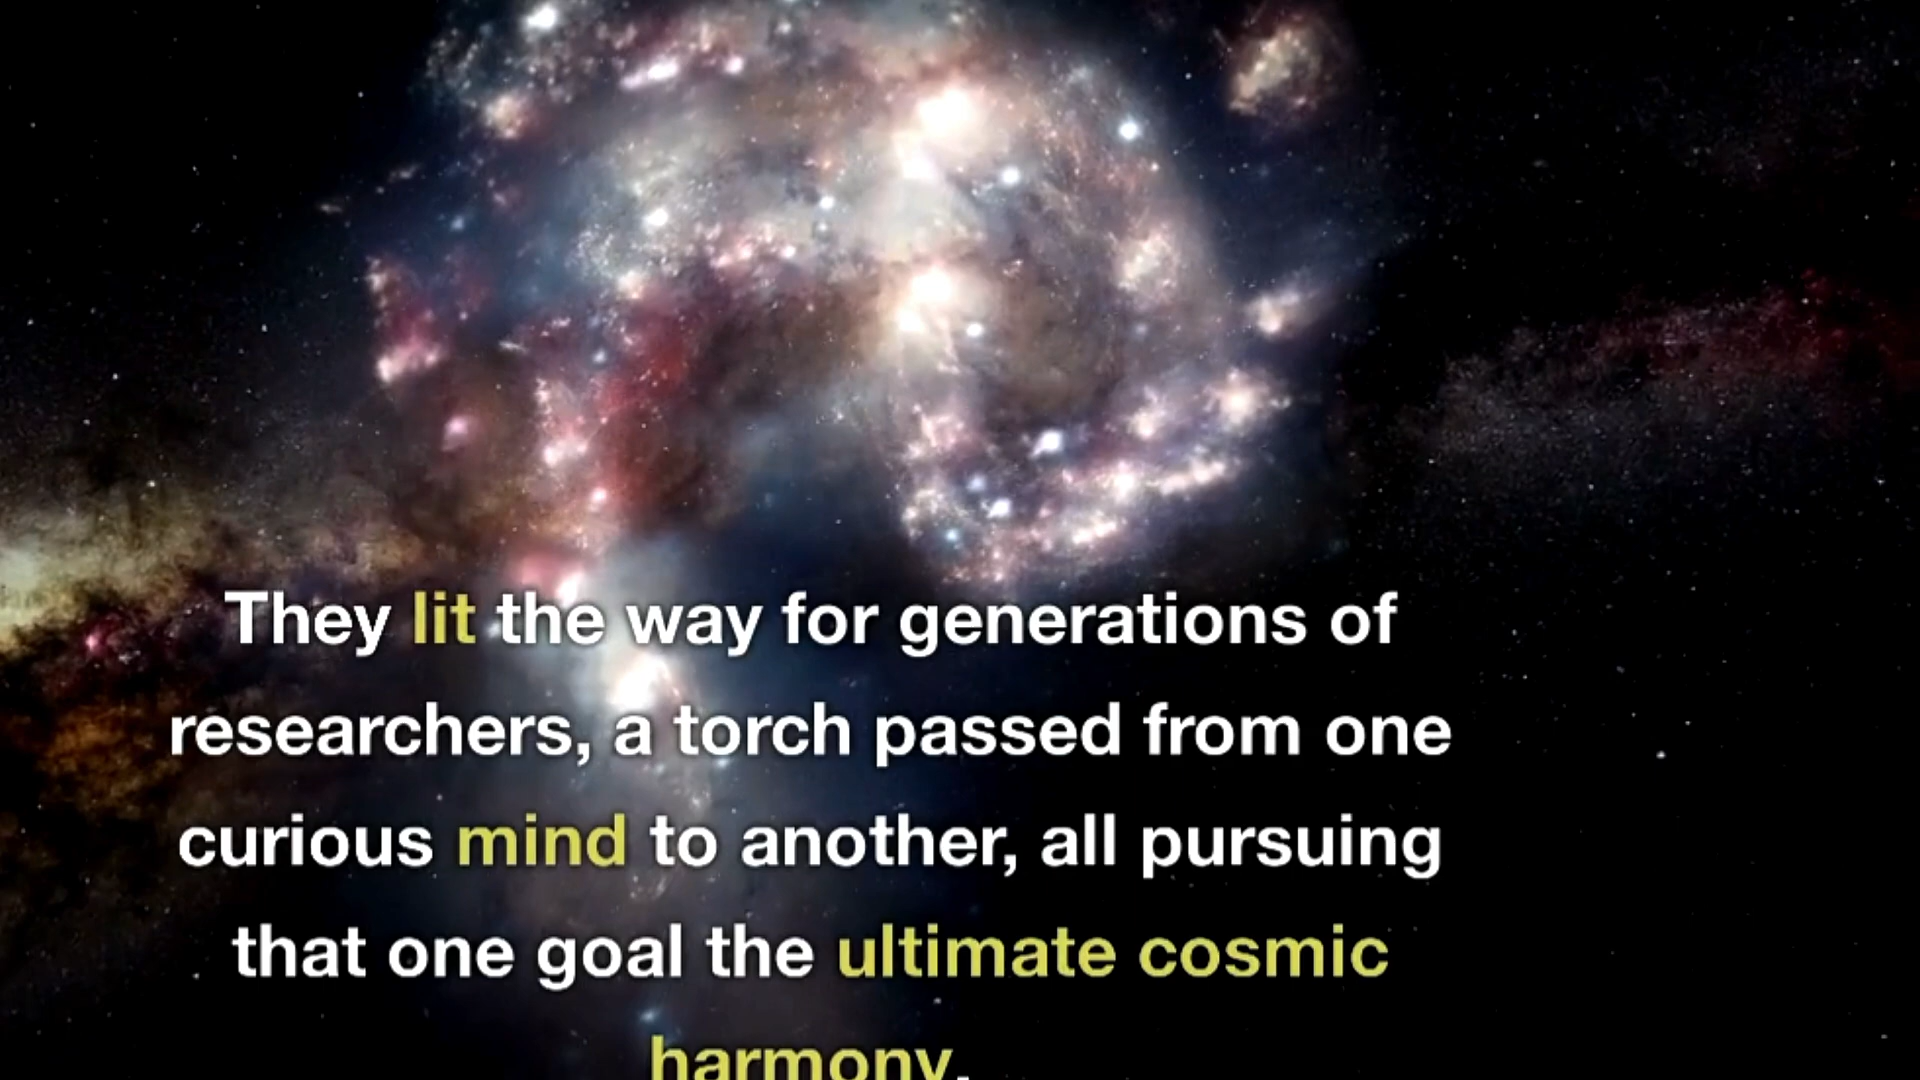 They lit the way for generations of
researchers, a torch passed from one
curious mind to another, all pursuing
that one goal the ultimate cosmic
harmony.